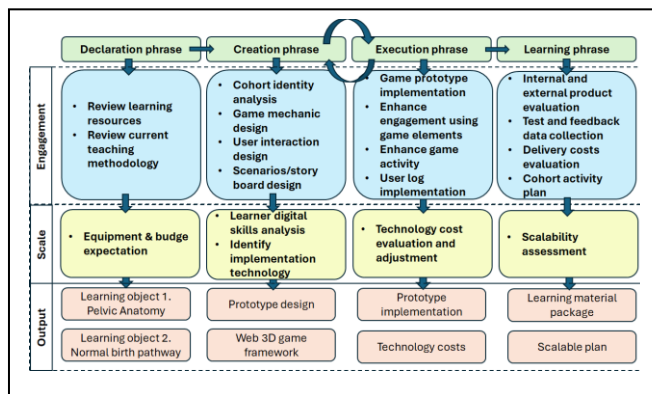 Declaration phrase
Creation phrase
Execution phrase
Learning phrase
Engagement
• Review learning
resources
• Review current
teaching
methodology
• Cohort identity
analysis
• Game mechanic
design
• User interaction
design
• Scenarios/story
board design
• Game prototype
implementation
• Enhance
engagement using
game elements
• Enhance game
activity
• User log
implementation
• Internal and
external product
evaluation
• Test and feedback
data collection
• Delivery costs
evaluation
• Cohort activity
plan
Scale
• Equipment & budge
expectation
• Learner digital
skills analysis
• Identify
implementation
technology
• Technology cost
evaluation and
adjustment
• Scalability
assessment
Output
Learning object 1.
Pelvic Anatomy
Prototype design
Prototype
implementation
Learning material
package
Learning object 2.
Normal birth pathway
Web 3D game
framework
Technology costs
Scalable plan